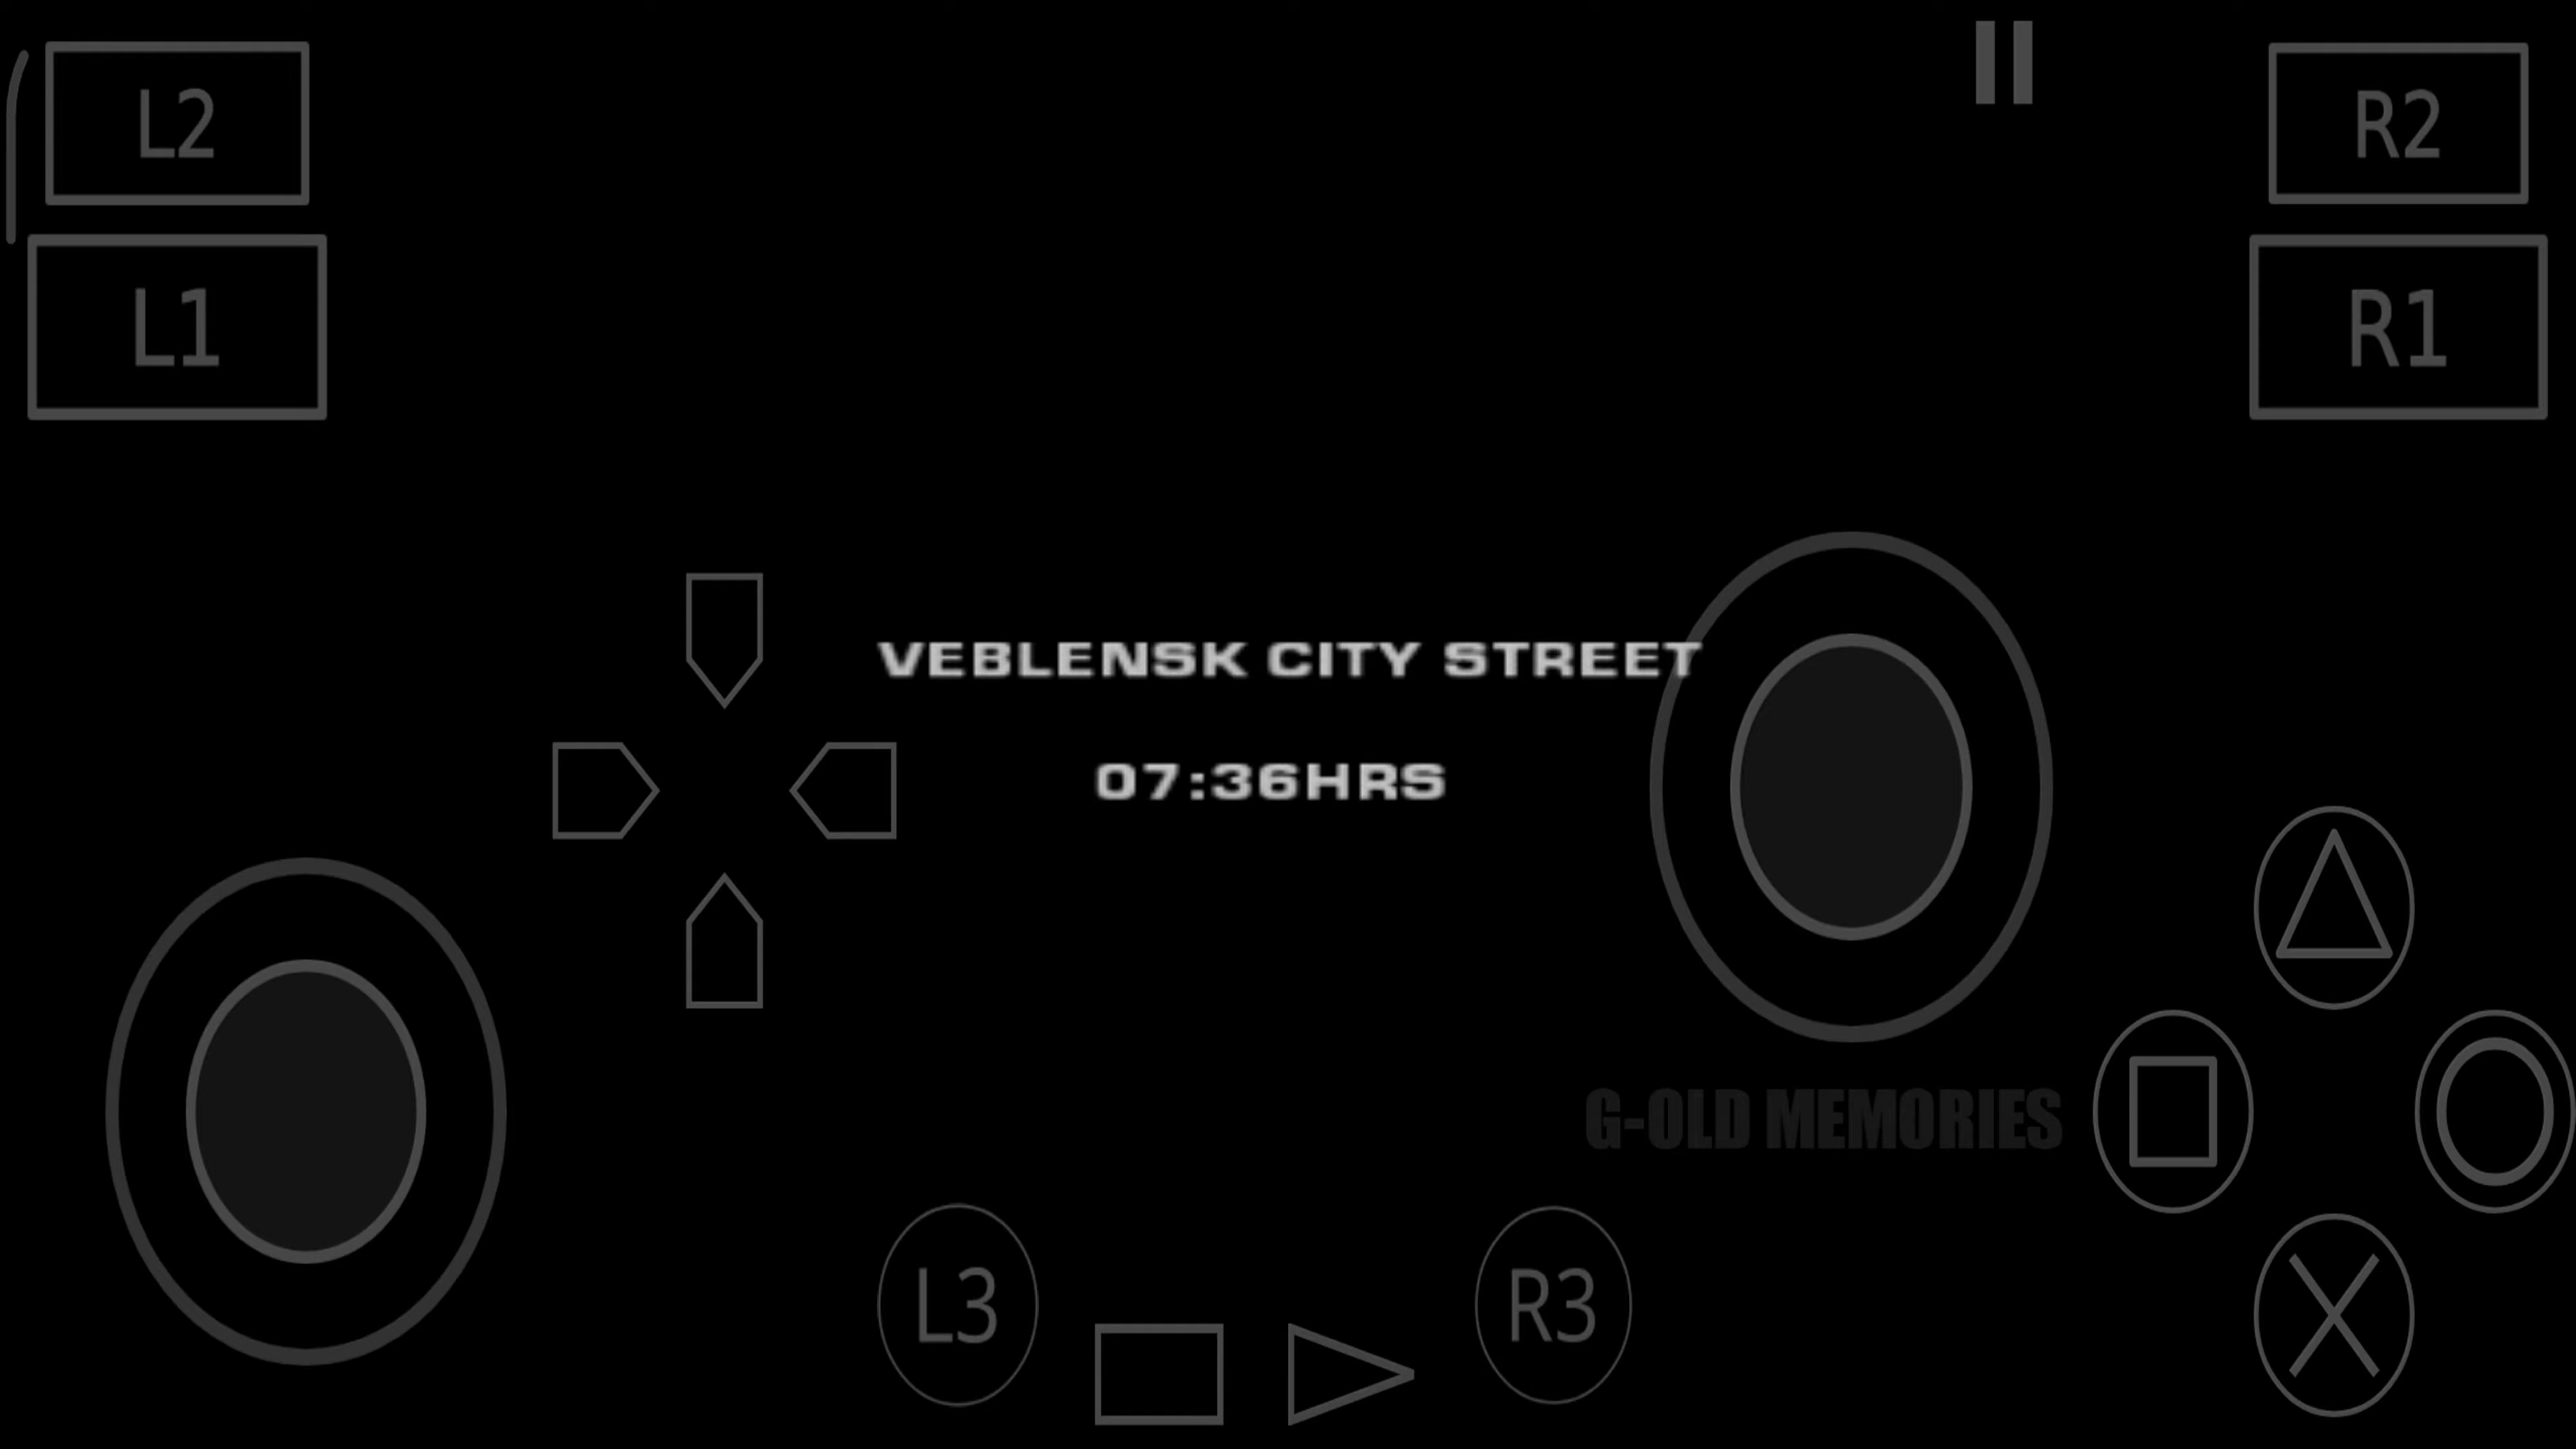 L2
R2
L1
R1
VEBLENSK CITY STREET
07:36HRS
G-OLD MEMORIES
L3
R3